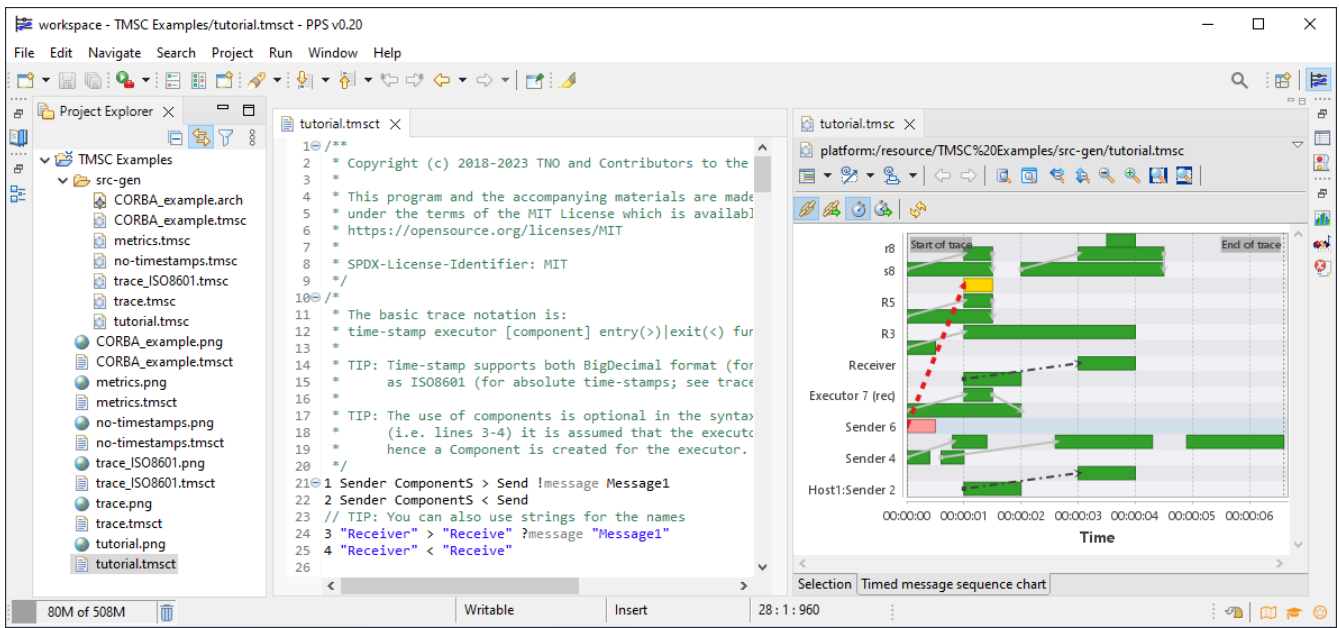 workspace - TMSC Examples/tutorial.tmsct - PPS v0.20
File Edit Navigate Search Project Run Window Help
Project Explorer
TMSC Examples
src-gen
CORBA_example.arch
CORBA_example.tmsc
metrics.tmsc
no-timestamps.tmsc
trace_ISO8601.tmsc
trace.tmsc
tutorial.tmsc
CORBA_example.png
CORBA_example.tmsct
metrics.png
metrics.tmsct
no-timestamps.png
no-timestamps.tmsct
trace_ISO8601.png
trace_ISO8601.tmsct
trace.png
trace.tmsct
tutorial.png
tutorial.tmsct
tutorial.tmsct
1 /**
2 * Copyright (c) 2018-2023 TNO and Contributors to the
3 *
4 * This program and the accompanying materials are made
5 * under the terms of the MIT License which is availabl
6 * https://opensource.org/licenses/MIT
7 *
8 * SPDX-License-Identifier: MIT
9 */
10 /*
11 * The basic trace notation is:
12 * time-stamp executor [component] entry(>)|exit(<) fun
13 *
14 * TIP: Time-stamp supports both BigDecimal format (for
15 * as ISO8601 (for absolute time-stamps; see trace
16 *
17 * TIP: The use of components is optional in the syntax
18 * (i.e. lines 3-4) it is assumed that the executo
19 * hence a Component is created for the executor.
20 */
21 1 Sender ComponentS > Send !message Message1
22 2 Sender ComponentS < Send
23 // TIP: You can also use strings for the names
24 3 "Receiver" > "Receive" ?message "Message1"
25 4 "Receiver" < "Receive"
26
tutorial.tmsc
platform:/resource/TMSC%20Examples/src-gen/tutorial.tmsc
Start of trace
End of trace
r8
s8
R5
R3
Receiver
Executor 7 (rec)
Sender 6
Sender 4
Host1:Sender 2
00:00:00 00:00:01 00:00:02 00:00:03 00:00:04 00:00:05 00:00:06
Time
Selection Timed message sequence chart
80M of 508M
Writable
Insert
28 : 1 : 960